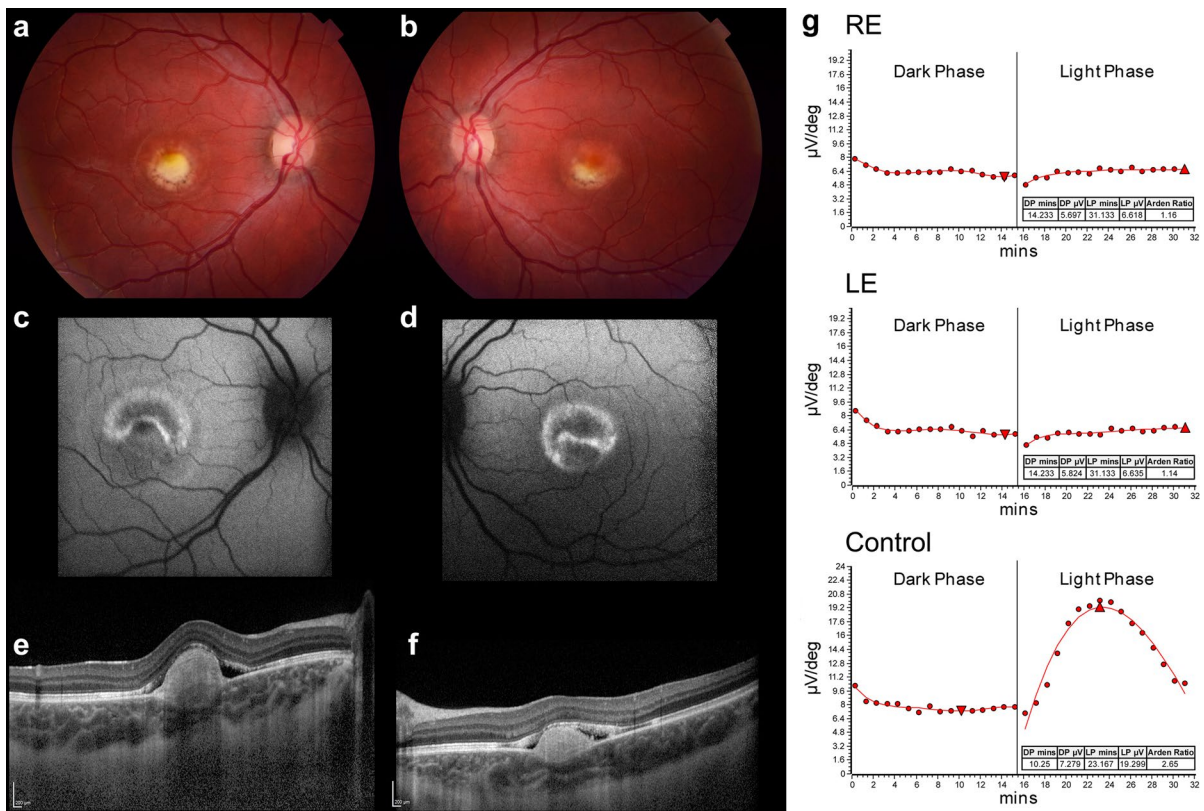 a
b
c
d
e
200 µm
f
200 µm
g
RE
Dark Phase
Light Phase
µV/deg
19.2
17.6
16
14.4
12.8
11.2
9.6
8
6.4
4.8
3.2
1.6
0
DP mins DP µV LP mins LP µV Arden Ratio
14.233 5.697 31.133 6.618 1.16
0 2 4 6 8 10 12 14 16 18 20 22 24 26 28 30 32
mins
LE
Dark Phase
Light Phase
µV/deg
19.2
17.6
16
14.4
12.8
11.2
9.6
8
6.4
4.8
3.2
1.6
0
DP mins DP µV LP mins LP µV Arden Ratio
14.233 5.824 31.133 6.635 1.14
0 2 4 6 8 10 12 14 16 18 20 22 24 26 28 30 32
mins
Control
Dark Phase
Light Phase
µV/deg
24
22.4
20.8
19.2
17.6
16
14.4
12.8
11.2
9.6
8
6.4
4.8
3.2
1.6
0
DP mins DP µV LP mins LP µV Arden Ratio
10.25 7.279 23.167 19.299 2.65
0 2 4 6 8 10 12 14 16 18 20 22 24 26 28 30 32
mins